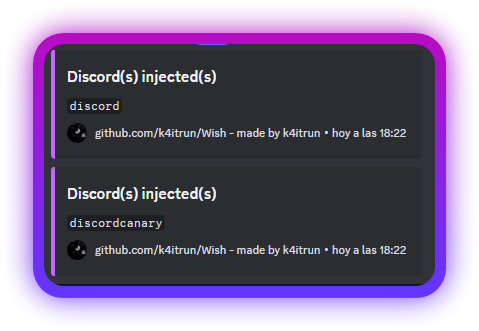 Discord(s) injected(s)
discord
github.com/k4itrun/Wish - made by k4itrun • hoy a las 18:22
Discord(s) injected(s)
discordcanary
github.com/k4itrun/Wish - made by k4itrun • hoy a las 18:22